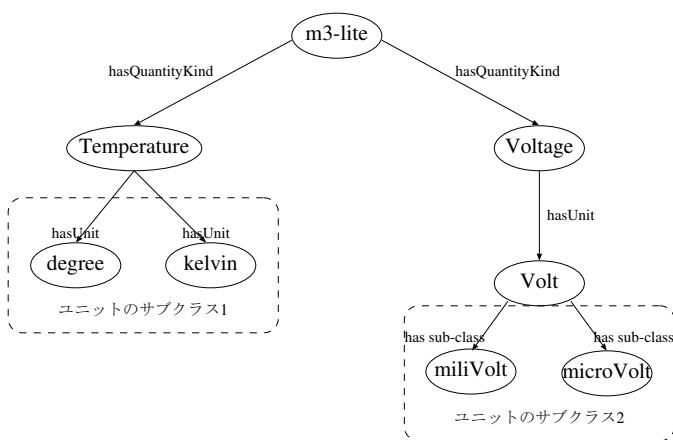 m3-lite
hasQuantityKind
hasQuantityKind
Temperature
Voltage
hasUnit
hasUnit
hasUnit
degree
kelvin
Volt
ユニットのサブクラス1
has sub-class
has sub-class
miliVolt
microVolt
ユニットのサブクラス2